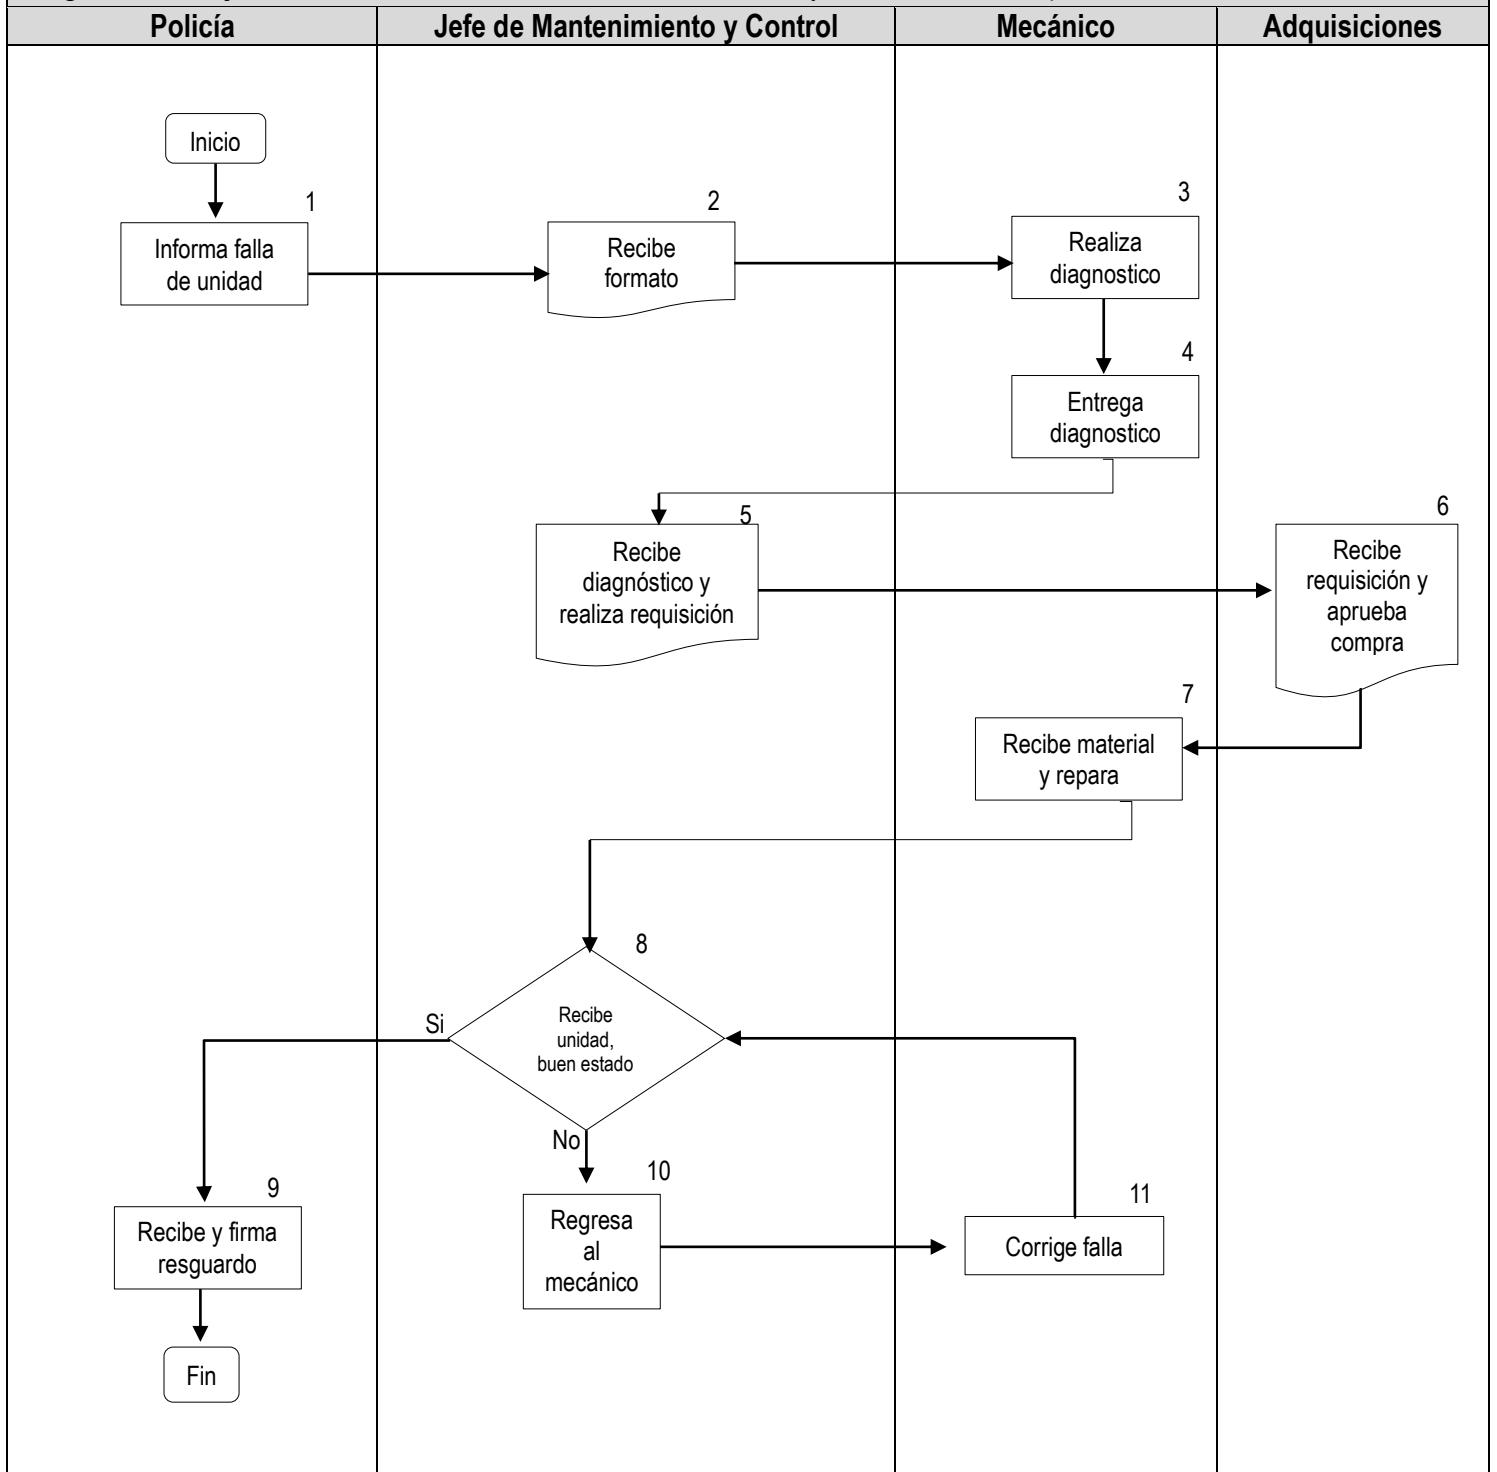 Policía
Jefe de Mantenimiento y Control
Mecánico
Adquisiciones
Inicio
1
Informa falla
de unidad
2
Recibe
formato
3
Realiza
diagnostico
4
Entrega
diagnostico
5
Recibe
diagnóstico y
realiza requisición
6
Recibe
requisición y
aprueba
compra
7
Recibe material
y repara
8
Recibe
unidad,
buen estado
Si
No
9
Recibe y firma
resguardo
10
Regresa
al
mecánico
11
Corrige falla
Fin